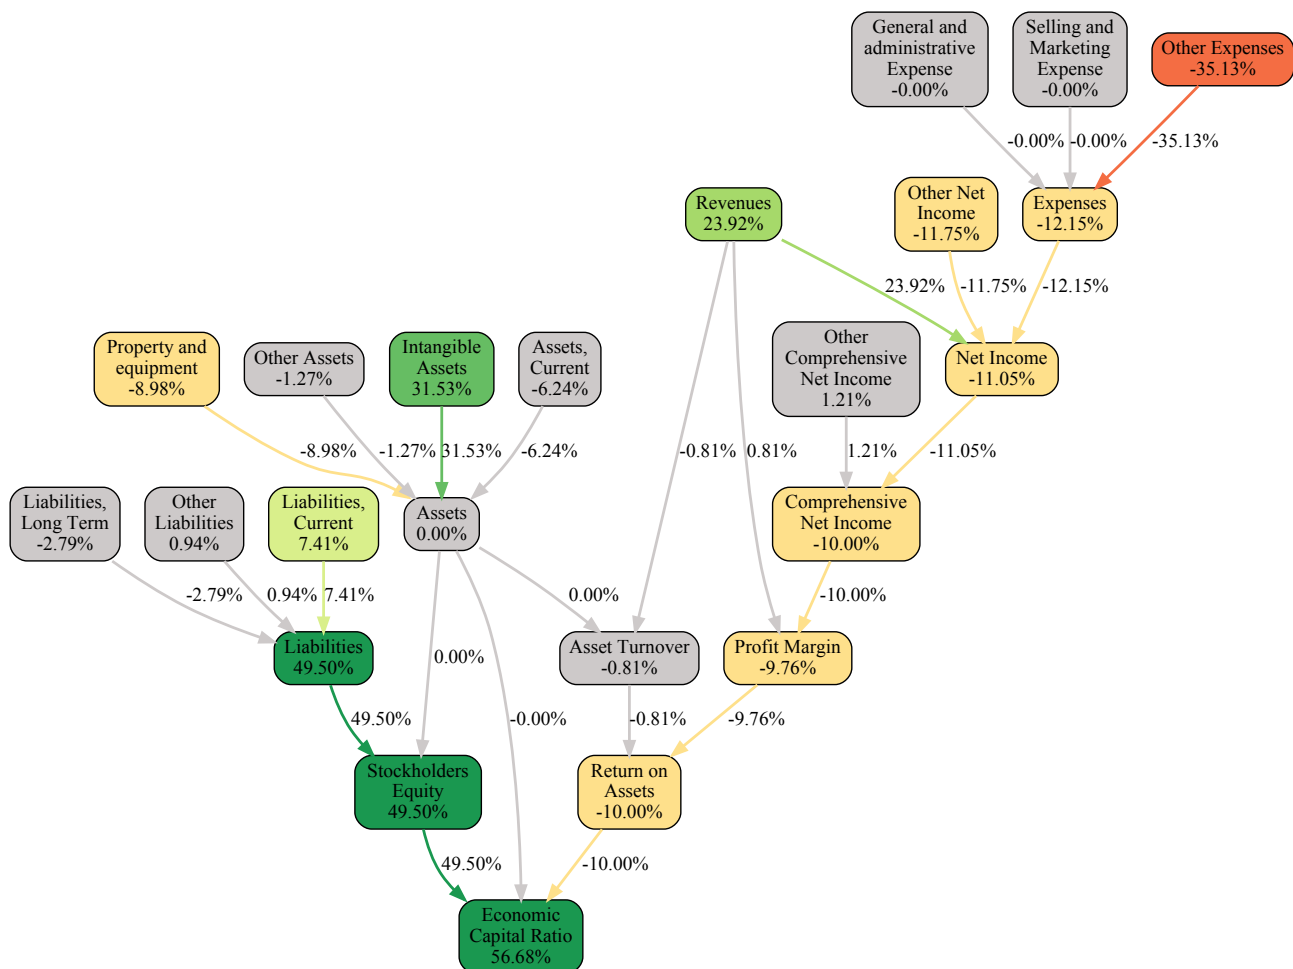 General and
administrative
Expense
-0.00%
Selling and
Marketing
Expense
-0.00%
Other Expenses
-35.13%
-0.00%
-0.00%
-35.13%
Revenues
23.92%
Other Net
Income
-11.75%
Expenses
-12.15%
23.92%
-11.75%
-12.15%
Property and
equipment
-8.98%
Other Assets
-1.27%
Intangible
Assets
31.53%
Assets,
Current
-6.24%
Other
Comprehensive
Net Income
1.21%
Net Income
-11.05%
-8.98%
-1.27%
31.53%
-6.24%
-0.81%
0.81%
1.21%
-11.05%
Liabilities,
Long Term
-2.79%
Other
Liabilities
0.94%
Liabilities,
Current
7.41%
Assets
0.00%
Comprehensive
Net Income
-10.00%
-2.79%
0.94%
7.41%
0.00%
-10.00%
Liabilities
49.50%
0.00%
Asset Turnover
-0.81%
Profit Margin
-9.76%
49.50%
-0.00%
-0.81%
-9.76%
Stockholders
Equity
49.50%
Return on
Assets
-10.00%
49.50%
-10.00%
Economic
Capital Ratio
56.68%